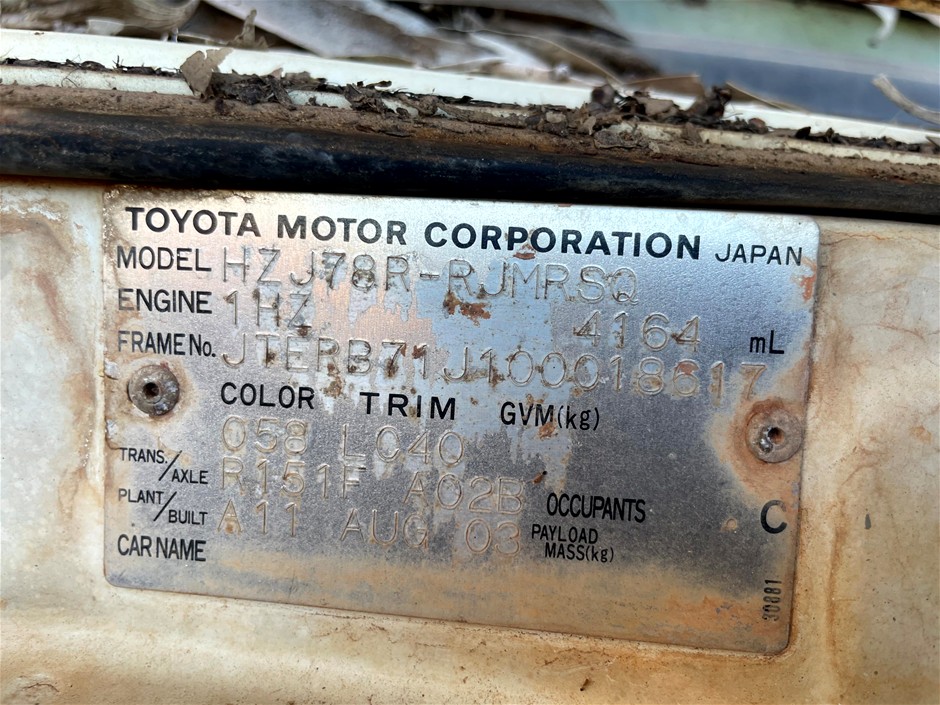 TOYOTA MOTOR CORPORATION JAPAN
MODEL HZJ78R-RJMRSQ
ENGINE 1HZ 4164 mL
FRAME No. JTERB71J100018617
COLOR TRIM GVM(kg)
058 LC40
TRANS./AXLE R151F A02B OCCUPANTS C
PLANT/BUILT A11 AUG 03 PAYLOAD MASS(kg)
CAR NAME
30881